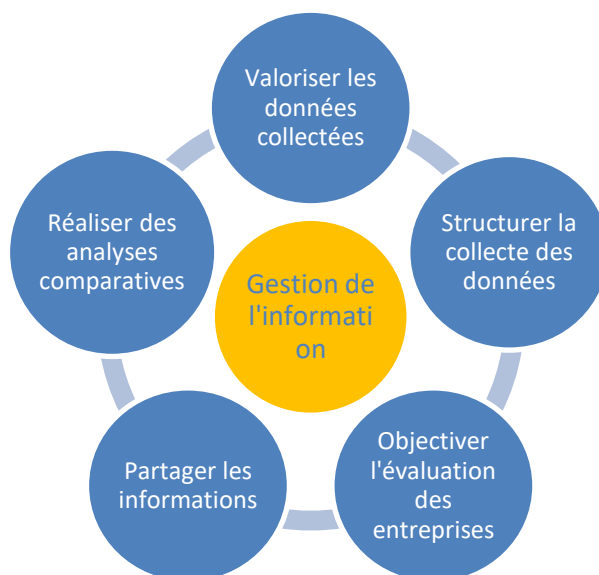 Valoriser les
données
collectées
Structurer la
collecte des
données
Objectiver
l'évaluation
des
entreprises
Partager les
informations
Réaliser des
analyses
comparatives
Gestion de
l'informati
on